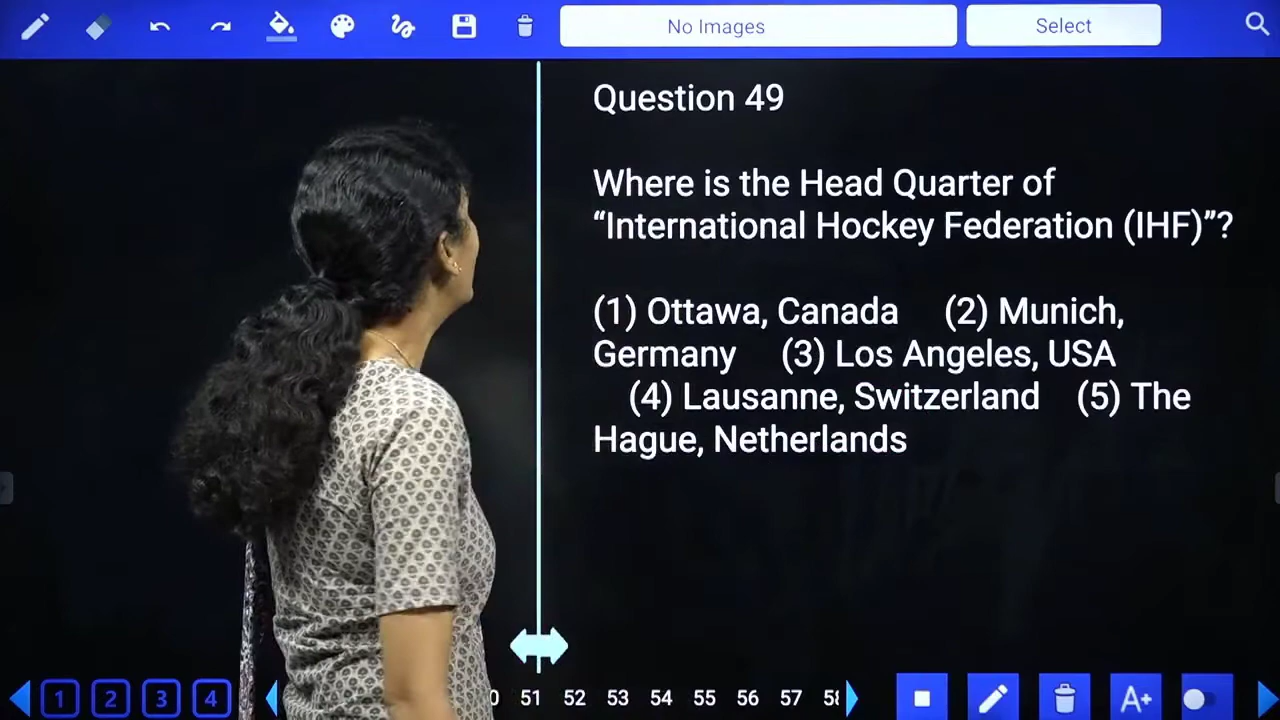 No Images
Select
Question 49
Where is the Head Quarter of
“International Hockey Federation (IHF)”?
(1) Ottawa, Canada (2) Munich,
Germany (3) Los Angeles, USA
(4) Lausanne, Switzerland (5) The
Hague, Netherlands
1 2 3 4 51 52 53 54 55 56 57 A+